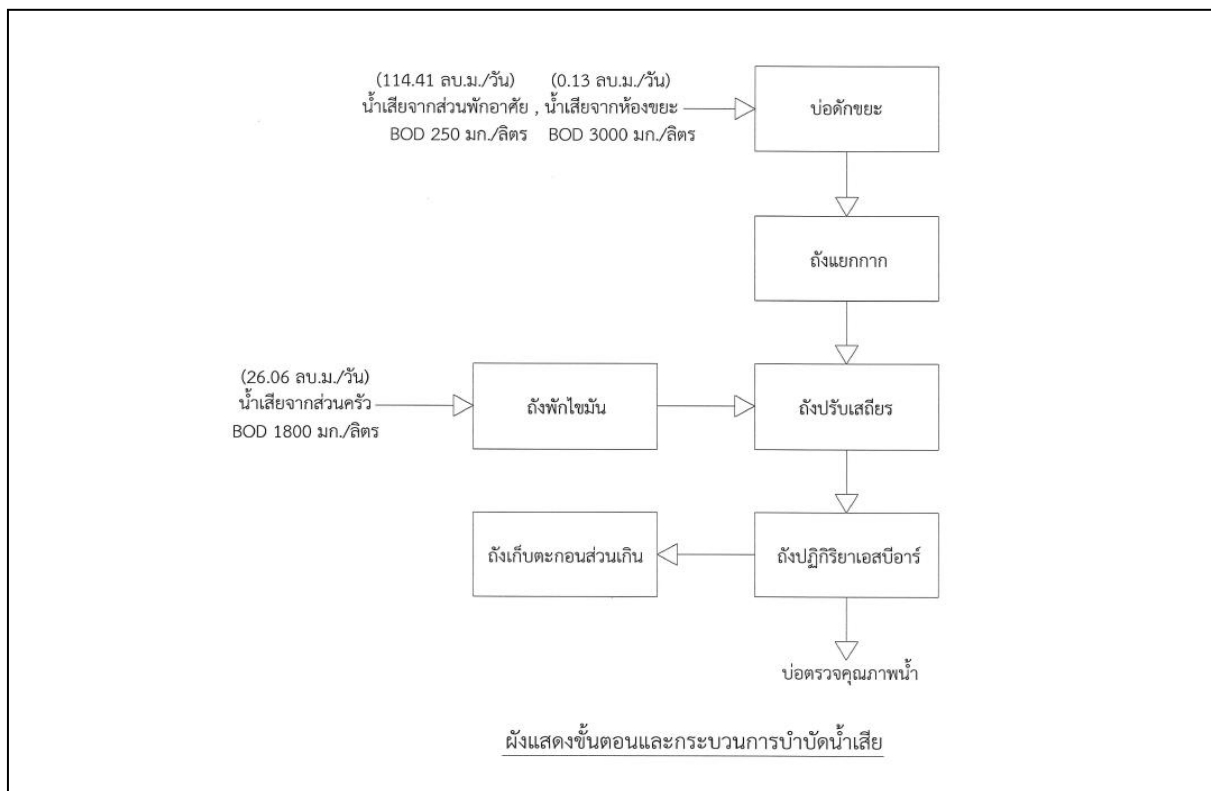 (114.41 ลบ.ม./วัน) (0.13 ลบ.ม./วัน)
น้ำเสียจากส่วนพักอาศัย , น้ำเสียจากห้องขยะ
BOD 250 มก./ลิตร BOD 3000 มก./ลิตร
บ่อดักขยะ
ถังแยกกาก
(26.06 ลบ.ม./วัน)
น้ำเสียจากส่วนครัว
BOD 1800 มก./ลิตร
ถังพักไขมัน
ถังปรับเสถียร
ถังเก็บตะกอนส่วนเกิน
ถังปฏิกิริยาเอสบีอาร์
บ่อตรวจคุณภาพน้ำ
ผังแสดงขั้นตอนและกระบวนการบำบัดน้ำเสีย